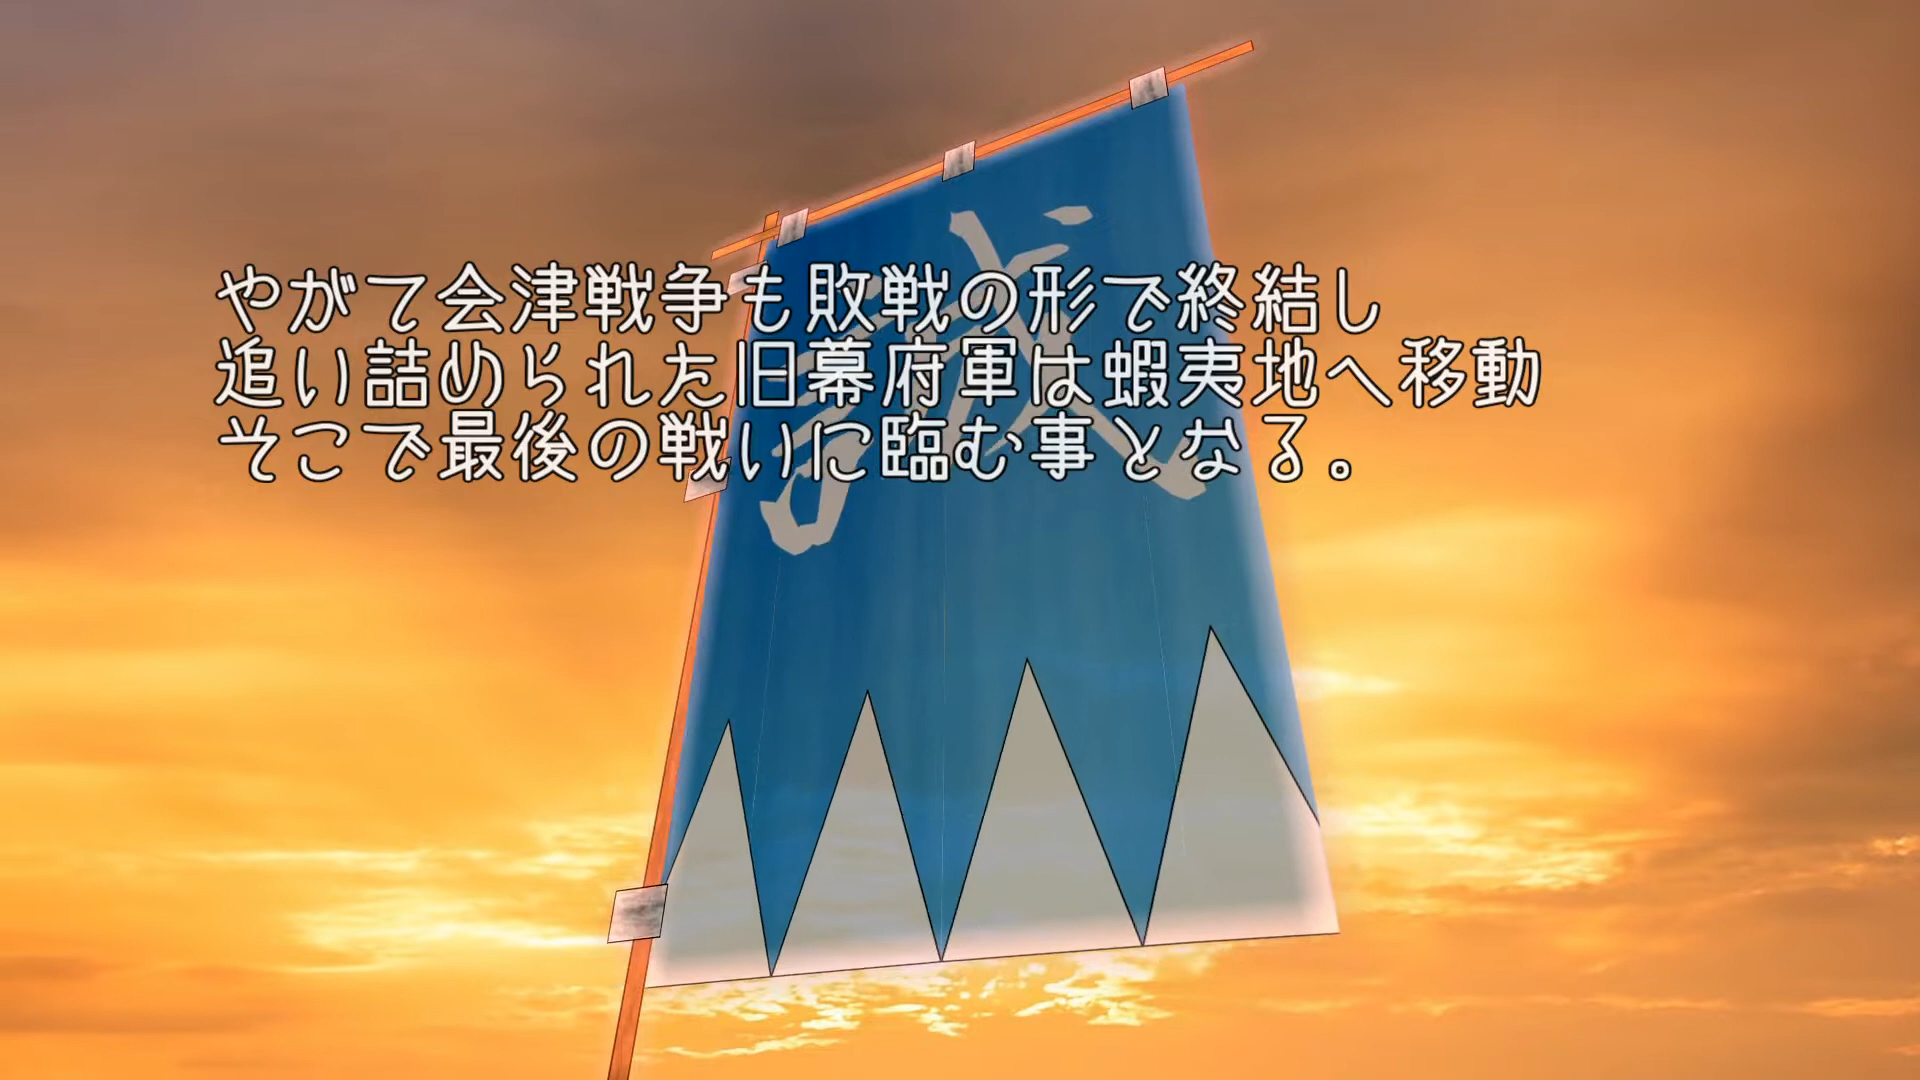 やがて会津戦争も敗戦の形で終結し
追い詰められた旧幕府軍は蝦夷地へ移動
そこで最後の戦いに臨む事となる。
誠